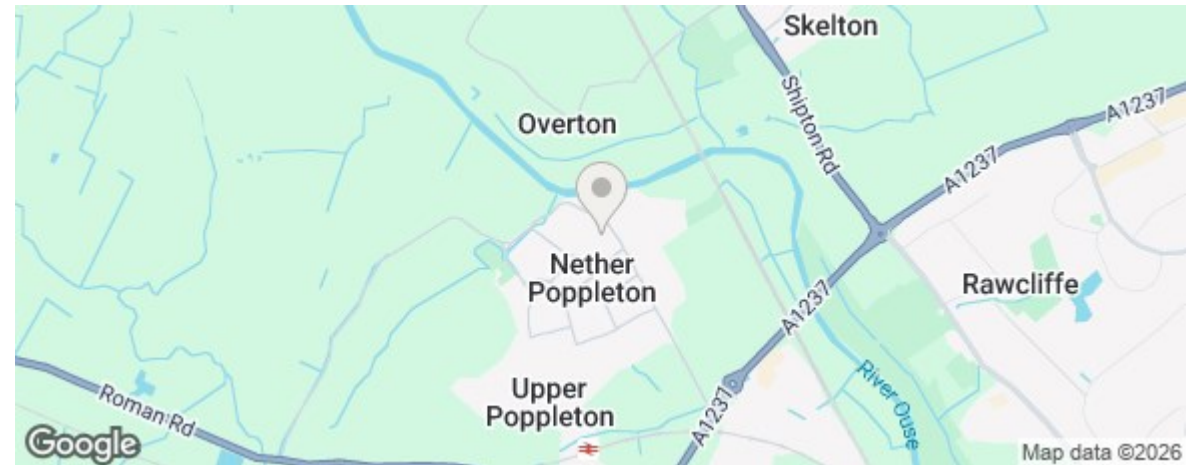 Skelton
Shipton Rd
A1237
Overton
A1237
Nether
Poppleton
Rawcliffe
A1237
Roman Rd
Upper
Poppleton
A1237
River Ouse
Google
Map data ©2026